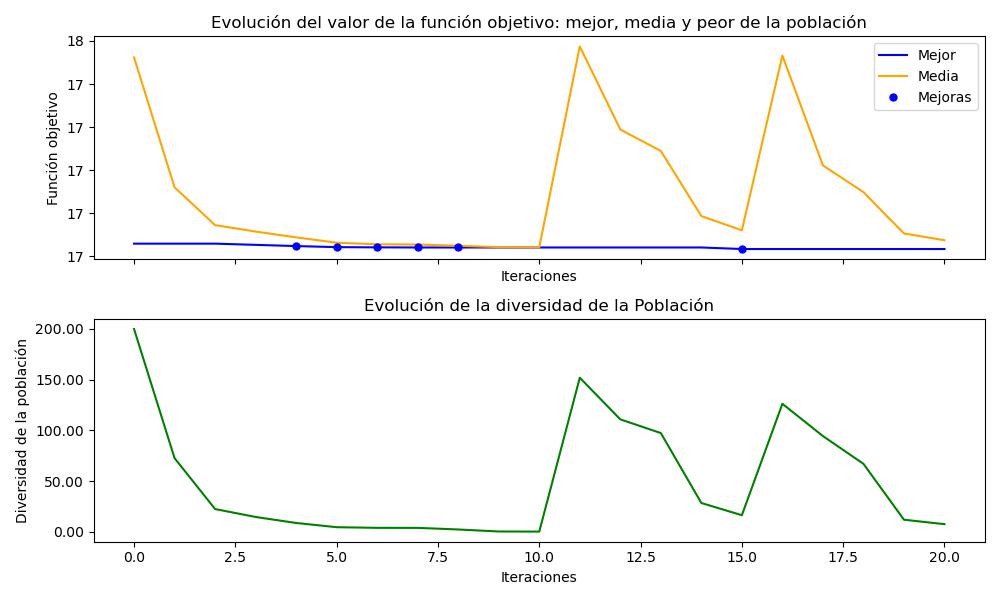 Evolución del valor de la función objetivo: mejor, media y peor de la población
18
17
17
17
17
17
Función objetivo
Mejor
Media
Mejoras
Iteraciones
Evolución de la diversidad de la Población
200.00
150.00
100.00
50.00
0.00
Diversidad de la población
0.0 2.5 5.0 7.5 10.0 12.5 15.0 17.5 20.0
Iteraciones